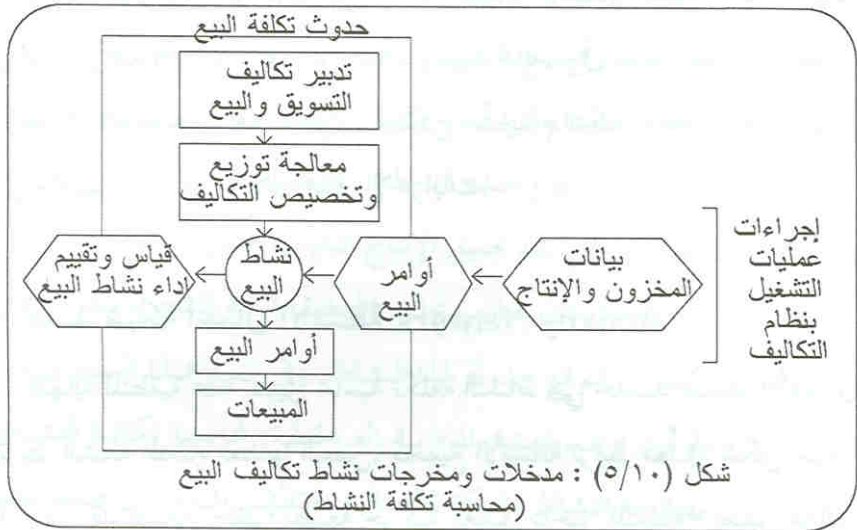 حدوث تكلفة البيع
تدبير تكاليف
التسويق والبيع
معالجة توزيع
وتخصيص التكاليف
إجراءات
عمليات
التشغيل
بنظام
التكاليف
بيانات
المخزون والإنتاج
أوامر
البيع
نشاط
البيع
قياس وتقييم
اداء نشاط البيع
أوامر البيع
المبيعات
شكل (٥/١٠) : مدخلات ومخرجات نشاط تكاليف البيع
(محاسبة تكلفة النشاط)